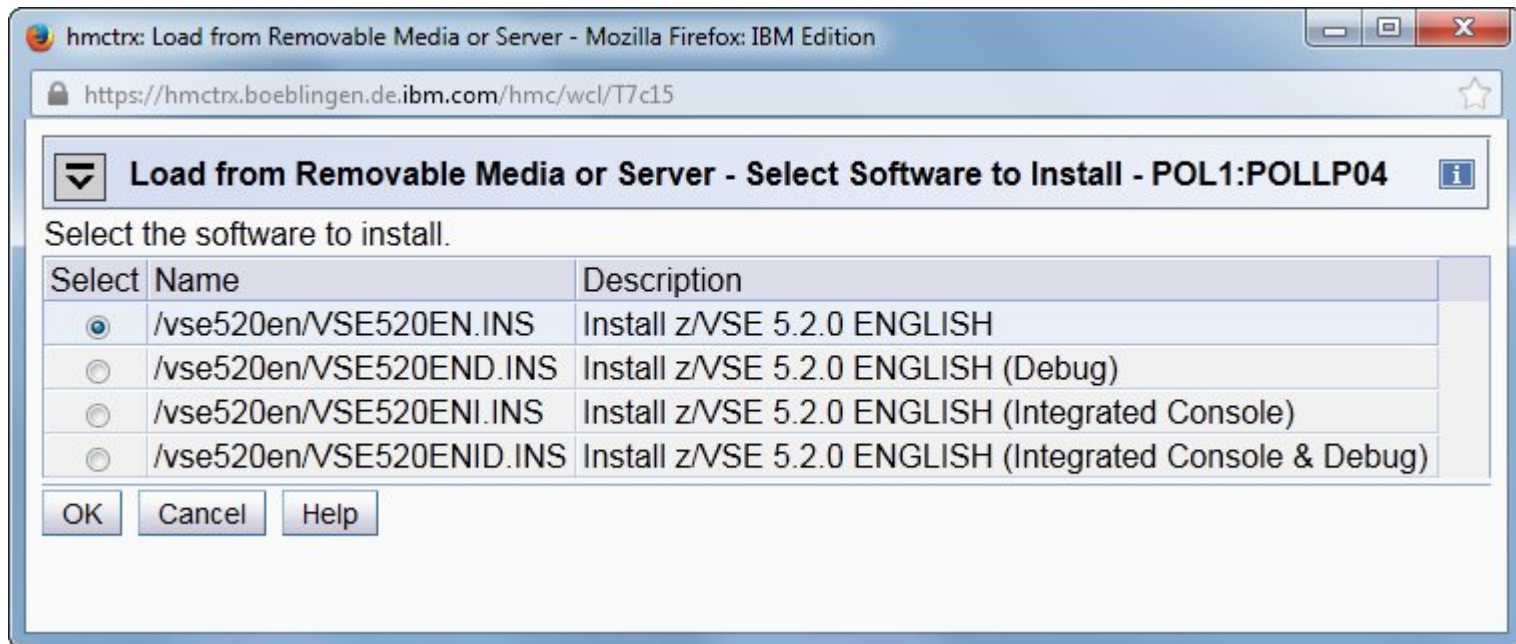 hmctrx: Load from Removable Media or Server - Mozilla Firefox: IBM Edition
https://hmctrx.boeblingen.de.ibm.com/hmc/wcl/T7c15
Load from Removable Media or Server - Select Software to Install - POL1:POLLP04 i
Select the software to install.
Select Name Description
/vse520en/VSE520EN.INS Install z/VSE 5.2.0 ENGLISH
/vse520en/VSE520END.INS Install z/VSE 5.2.0 ENGLISH (Debug)
/vse520en/VSE520ENI.INS Install z/VSE 5.2.0 ENGLISH (Integrated Console)
/vse520en/VSE520ENID.INS Install z/VSE 5.2.0 ENGLISH (Integrated Console & Debug)
OK Cancel Help